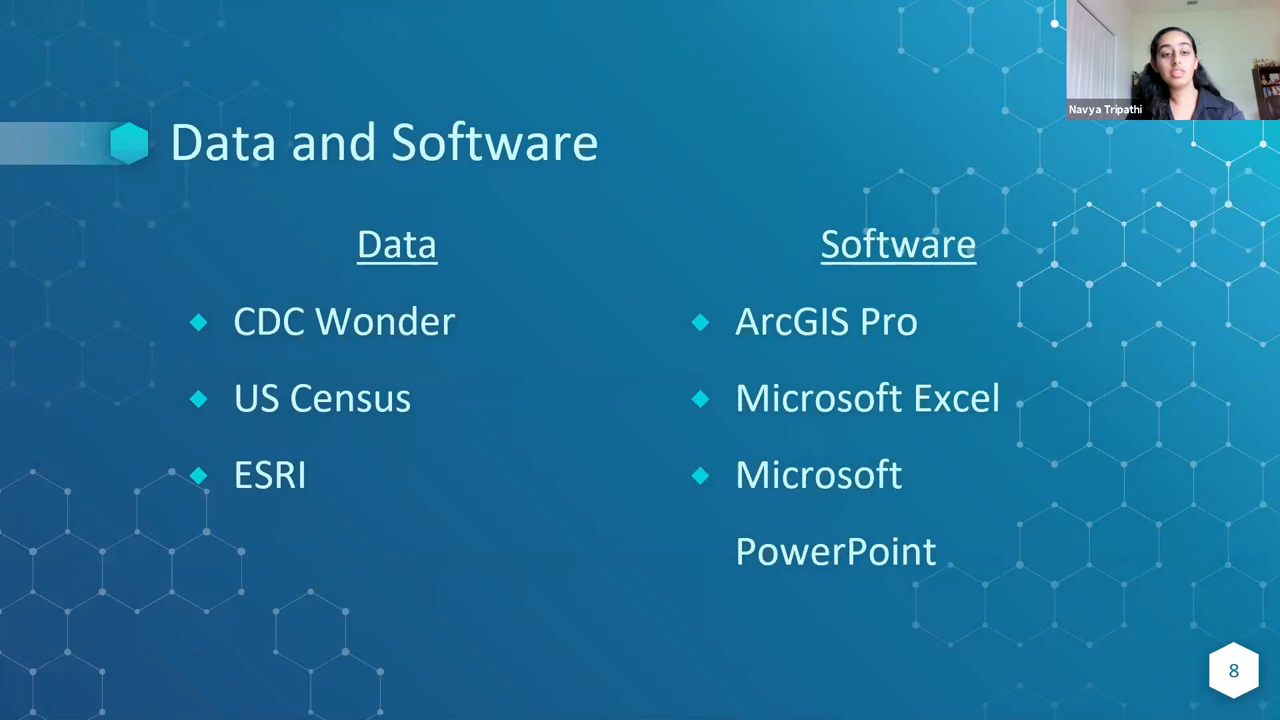 Navya Tripathi
Data and Software
Data
CDC Wonder
US Census
ESRI
Software
ArcGIS Pro
Microsoft Excel
Microsoft
PowerPoint
8